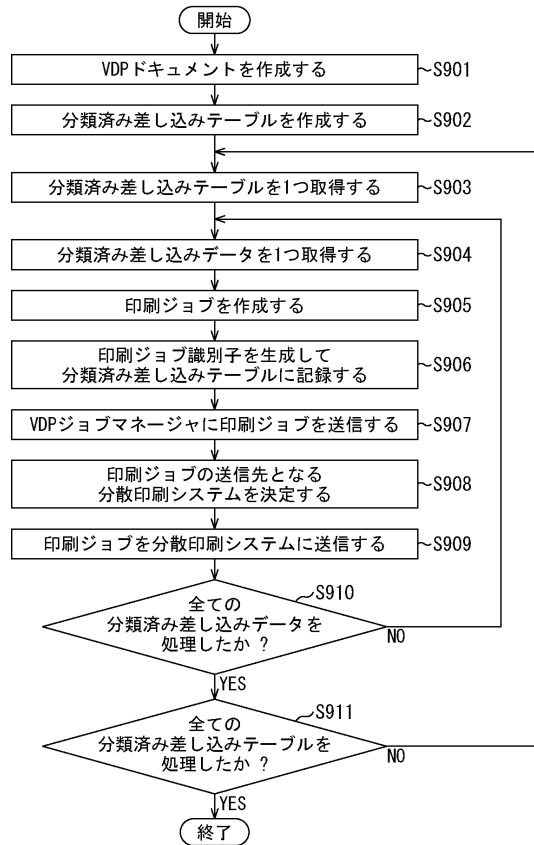 開始
VDPドキュメントを作成する
S901
分類済み差し込みテーブルを作成する
S902
分類済み差し込みテーブルを1つ取得する
S903
分類済み差し込みデータを1つ取得する
S904
印刷ジョブを作成する
S905
印刷ジョブ識別子を生成して
分類済み差し込みテーブルに記録する
S906
VDPジョブマネージャに印刷ジョブを送信する
S907
印刷ジョブの送信先となる
分散印刷システムを決定する
S908
印刷ジョブを分散印刷システムに送信する
S909
S910
全ての
分類済み差し込みデータを
処理したか ?
NO
YES
S911
全ての
分類済み差し込みテーブルを
処理したか ?
NO
YES
終了